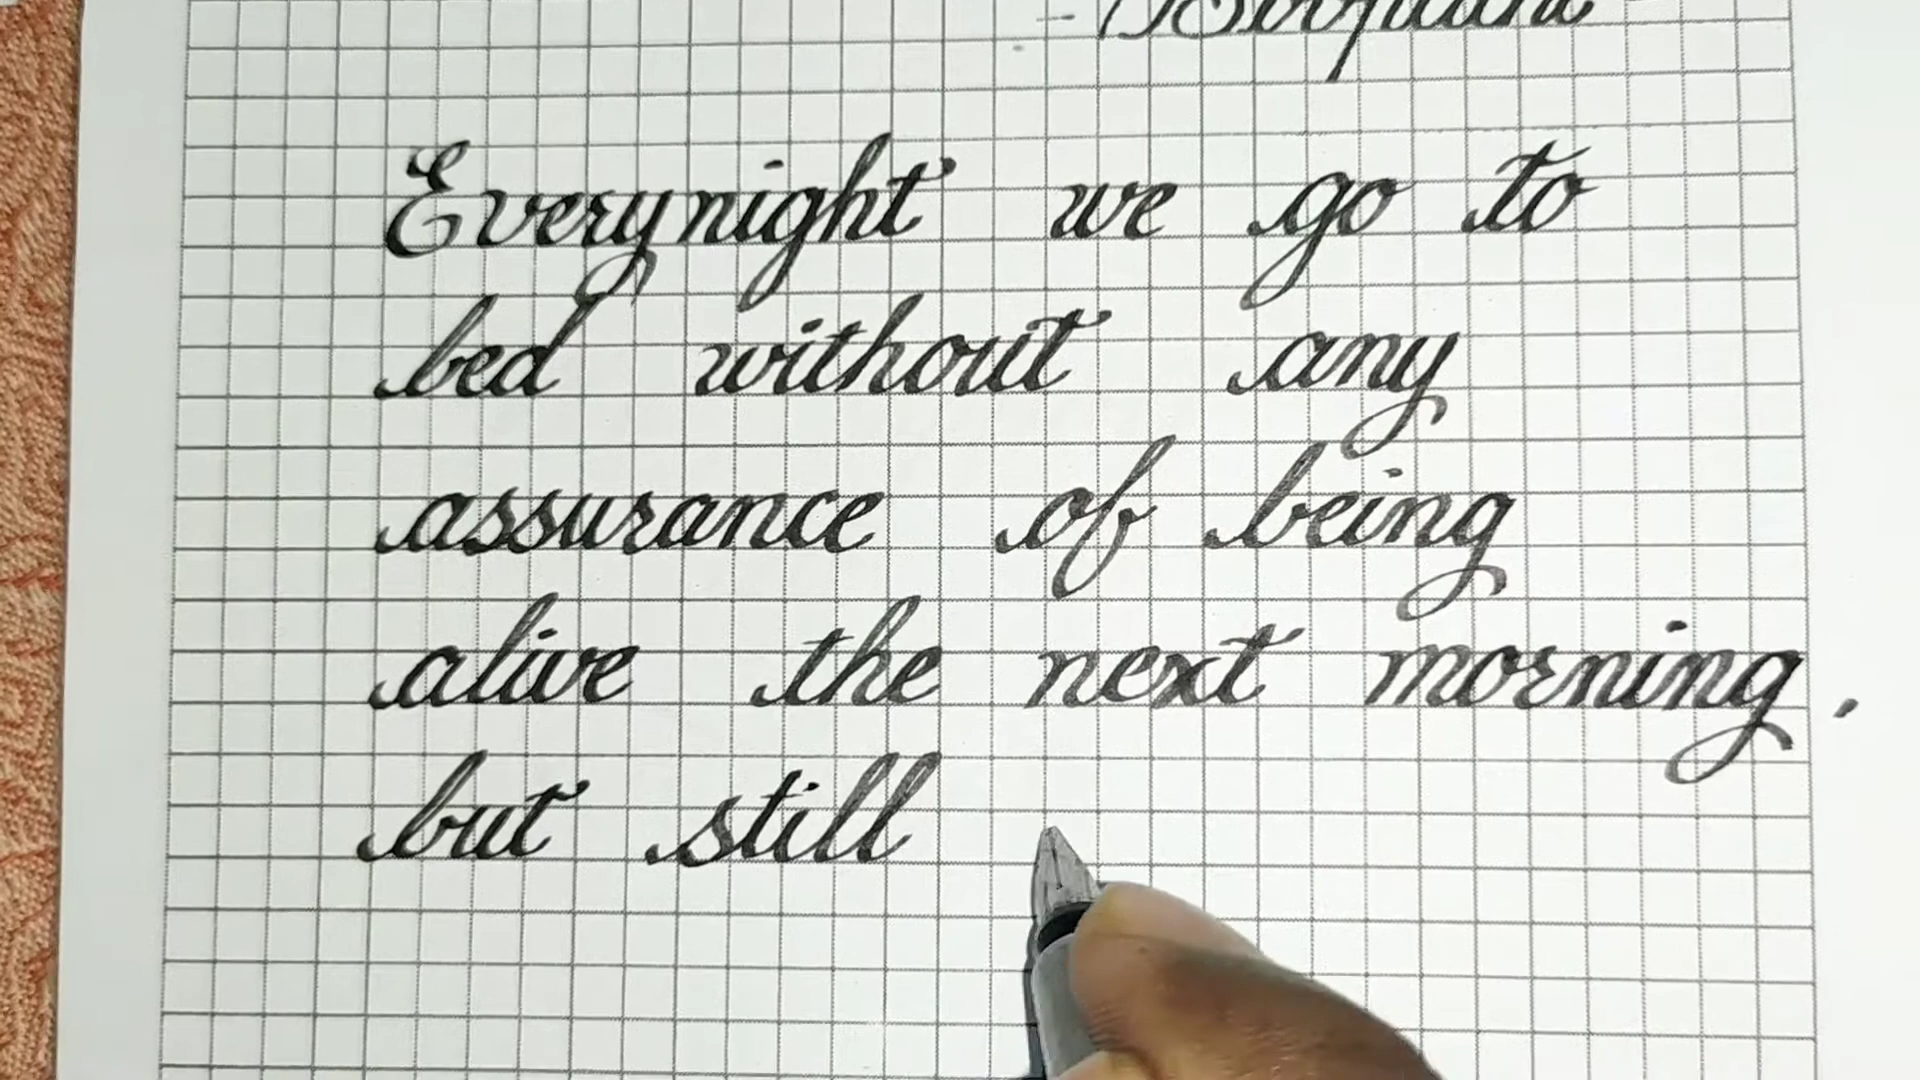 Everynight we go to
bed without any
assurance of being
alive the next morning.
but still